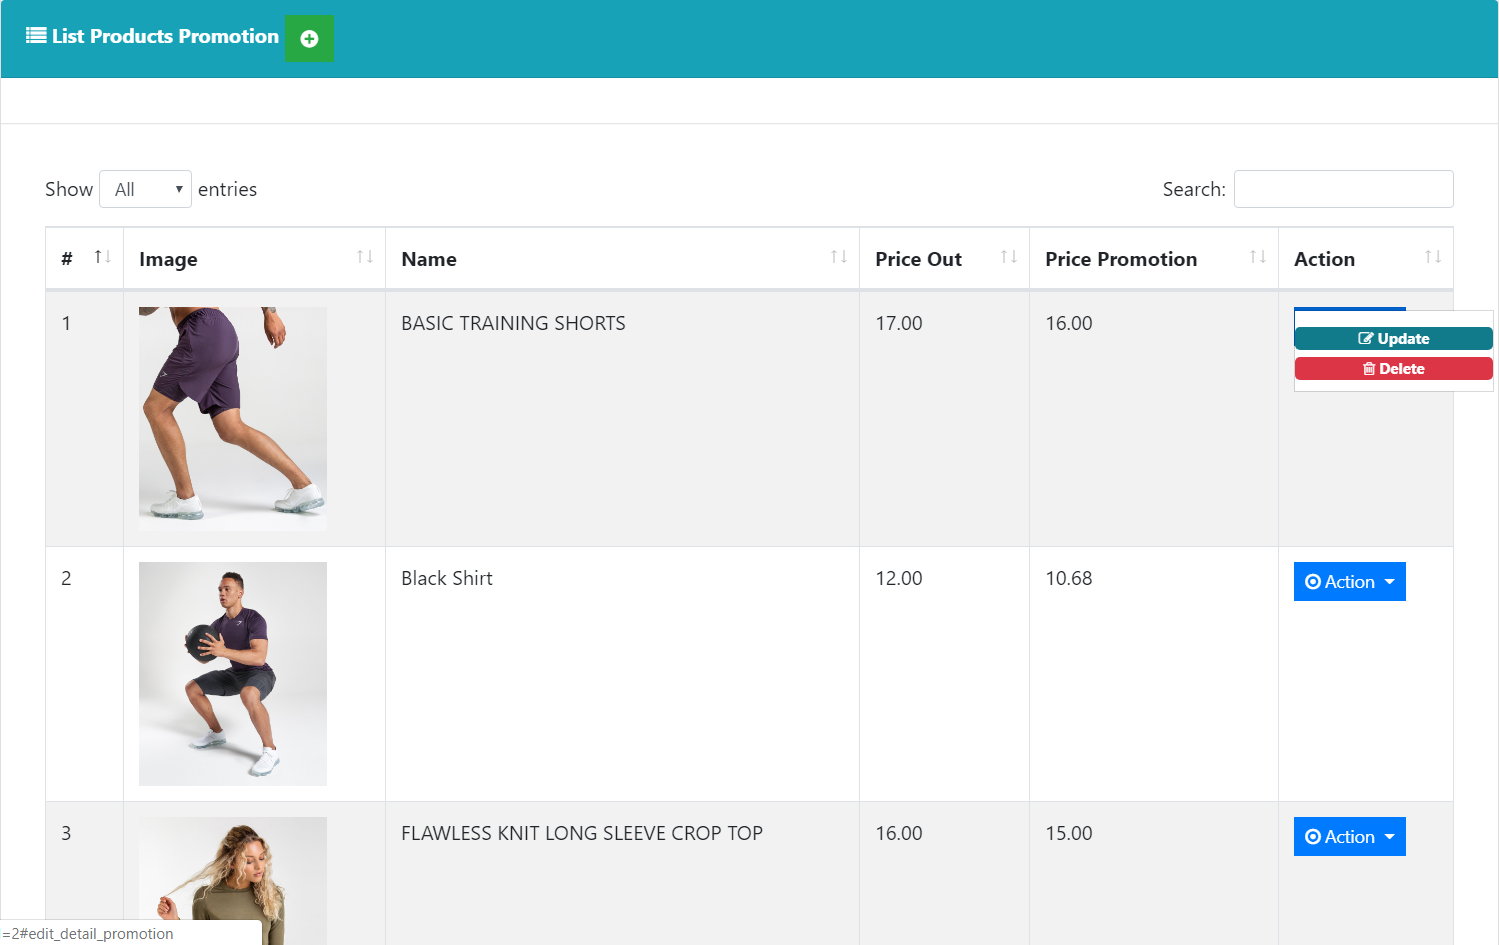 List Products Promotion
Show All entries
Search:
# Image Name Price Out Price Promotion Action
1 BASIC TRAINING SHORTS 17.00 16.00
Update
Delete
2 Black Shirt 12.00 10.68 Action
3 FLAWLESS KNIT LONG SLEEVE CROP TOP 16.00 15.00 Action
=2#edit_detail_promotion